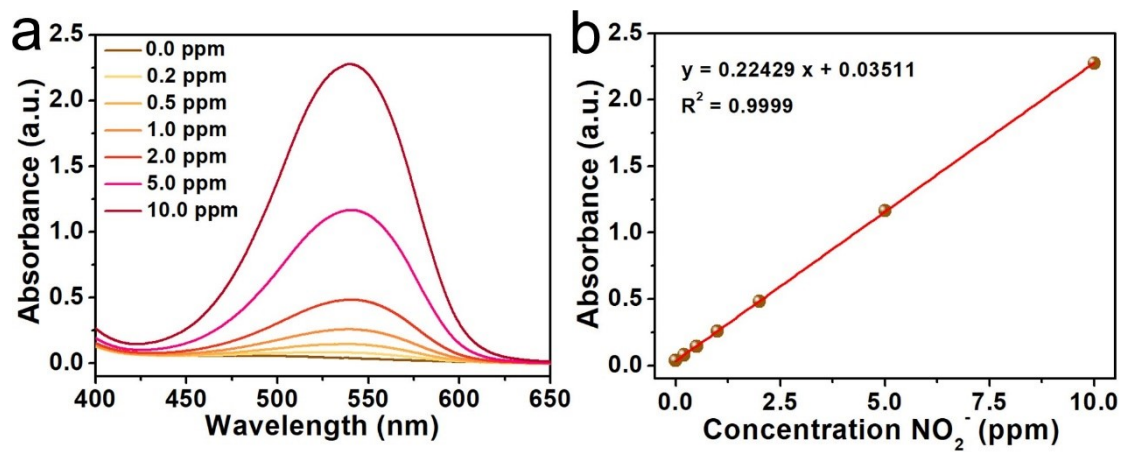 a
2.5
2.0
1.5
1.0
0.5
0.0
Absorbance (a.u.)
0.0 ppm
0.2 ppm
0.5 ppm
1.0 ppm
2.0 ppm
5.0 ppm
10.0 ppm
400 450 500 550 600 650
Wavelength (nm)
b
2.5
2.0
1.5
1.0
0.5
0.0
Absorbance (a.u.)
y = 0.22429 x + 0.03511
R² = 0.9999
0.0 2.5 5.0 7.5 10.0
Concentration NO₂⁻ (ppm)